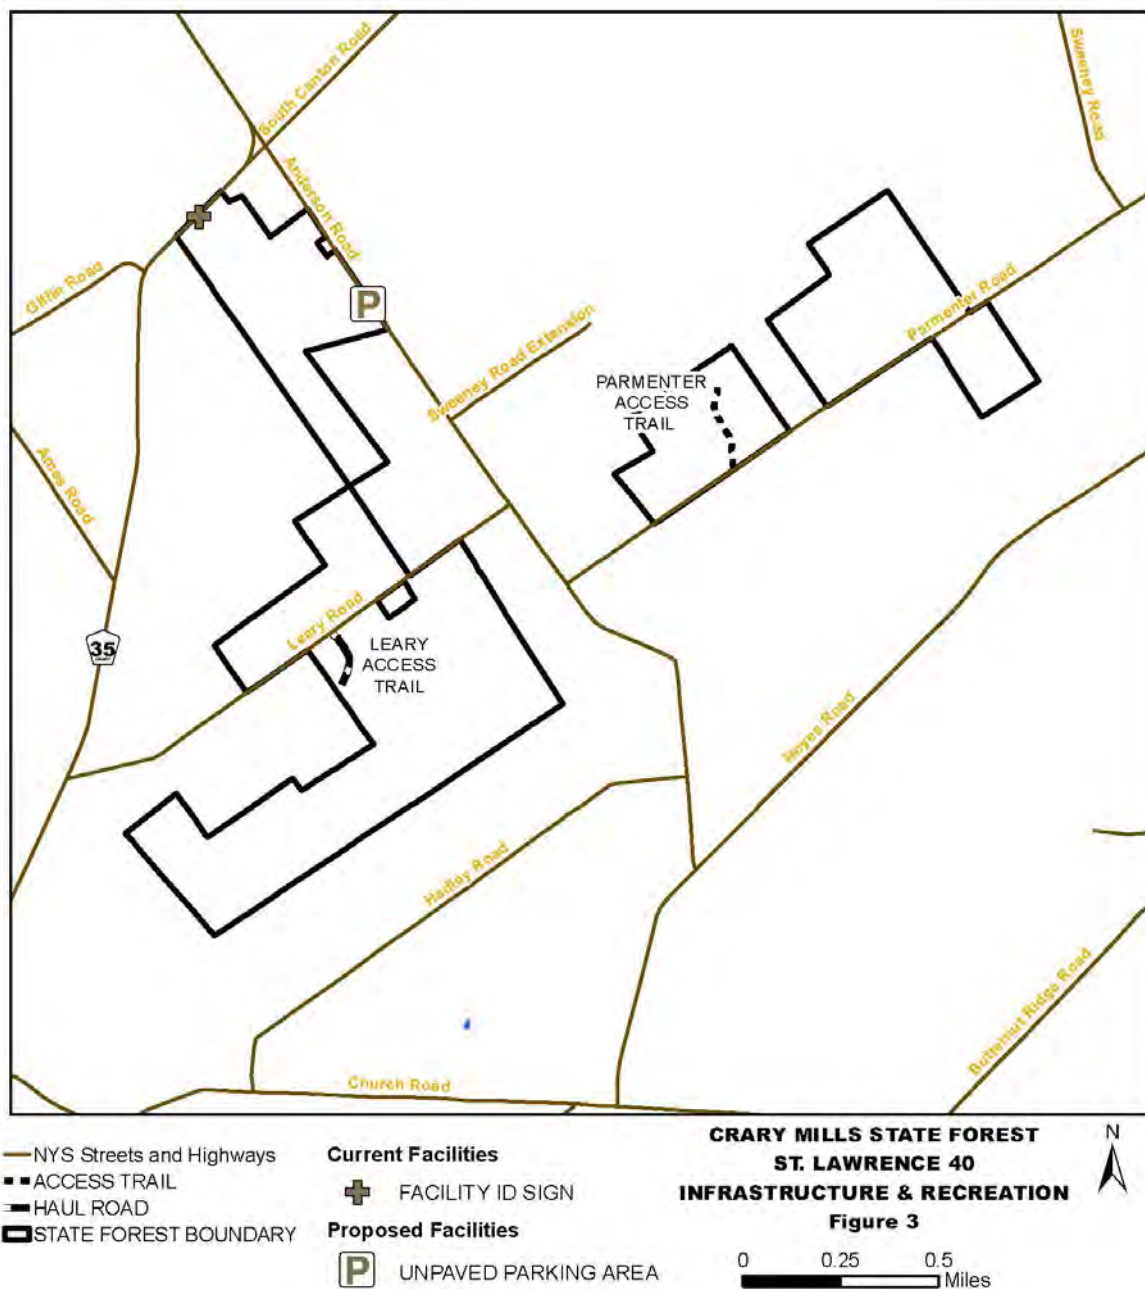 South Canton Road
Sweeney Road
Anderson Road
Giffin Road
P
Sweeney Road Extension
Parmenter Road
PARMENTER
ACCESS
TRAIL
Ames Road
35
Leary Road
LEARY
ACCESS
TRAIL
Noyes Road
Hadley Road
Butternut Ridge Road
Church Road
NYS Streets and Highways
ACCESS TRAIL
HAUL ROAD
STATE FOREST BOUNDARY
Current Facilities
FACILITY ID SIGN
Proposed Facilities
P UNPAVED PARKING AREA
CRARY MILLS STATE FOREST
ST. LAWRENCE 40
INFRASTRUCTURE & RECREATION
Figure 3
N
0 0.25 0.5
Miles